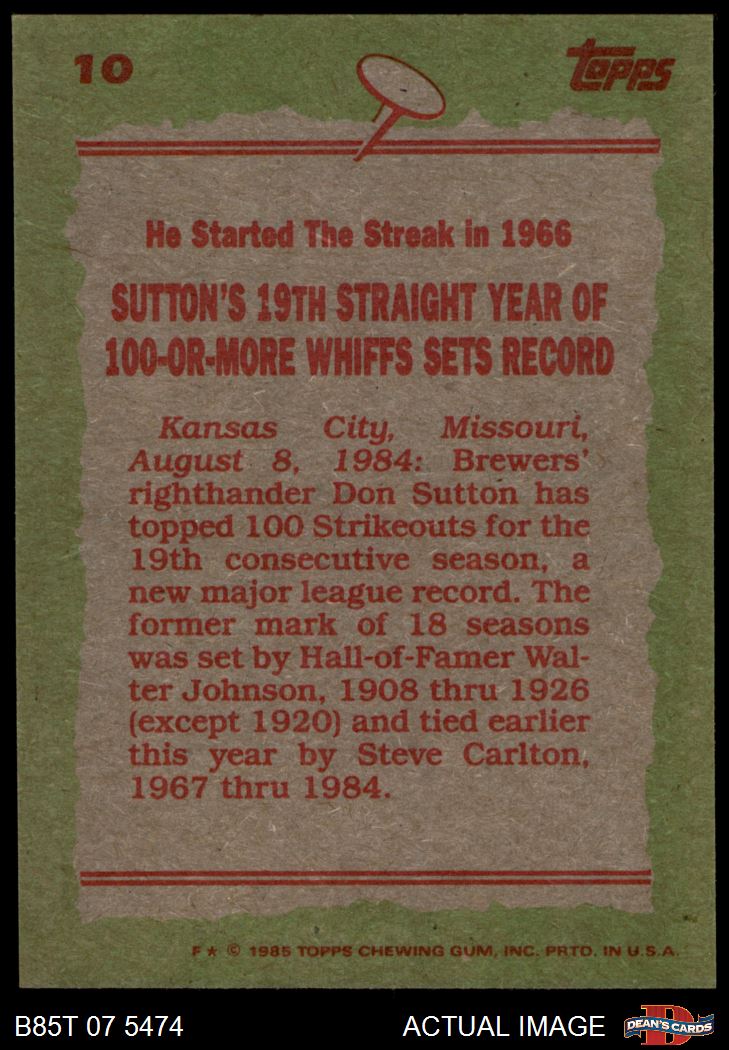 10
topps
He Started The Streak in 1966
SUTTON'S 19TH STRAIGHT YEAR OF
100-OR-MORE WHIFFS SETS RECORD
Kansas City, Missouri,
August 8, 1984: Brewers'
righthander Don Sutton has
topped 100 Strikeouts for the
19th consecutive season, a
new major league record. The
former mark of 18 seasons
was set by Hall-of-Famer Wal-
ter Johnson, 1908 thru 1926
(except 1920) and tied earlier
this year by Steve Carlton,
1967 thru 1984.
F ★ © 1985 TOPPS CHEWING GUM, INC. PRTD. IN U.S.A.
B85T 07 5474
ACTUAL IMAGE
D
DEAN'S CARDS